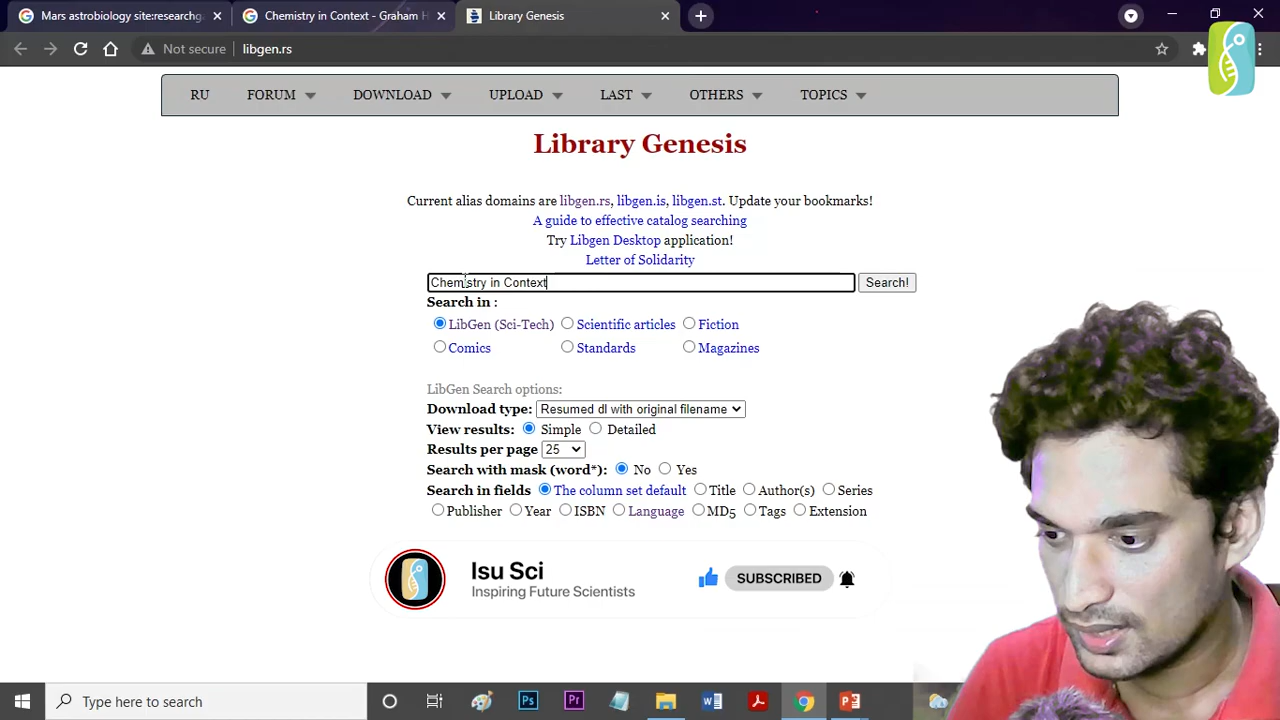 Mars astrobiology site:researchg
Chemistry in Context - Graham H
Library Genesis
Not secure
libgen.rs
RU FORUM DOWNLOAD UPLOAD LAST OTHERS TOPICS
Library Genesis
Current alias domains are libgen.rs, libgen.is, libgen.st. Update your bookmarks!
A guide to effective catalog searching
Try Libgen Desktop application!
Letter of Solidarity
Chemistry in Context Search!
Search in :
LibGen (Sci-Tech) Scientific articles Fiction
Comics Standards Magazines
LibGen Search options:
Download type: Resumed dl with original filename
View results: Simple Detailed
Results per page 25
Search with mask (word*): No Yes
Search in fields The column set default Title Author(s) Series
Publisher Year ISBN Language MD5 Tags Extension
Isu Sci
Inspiring Future Scientists
SUBSCRIBED
Type here to search